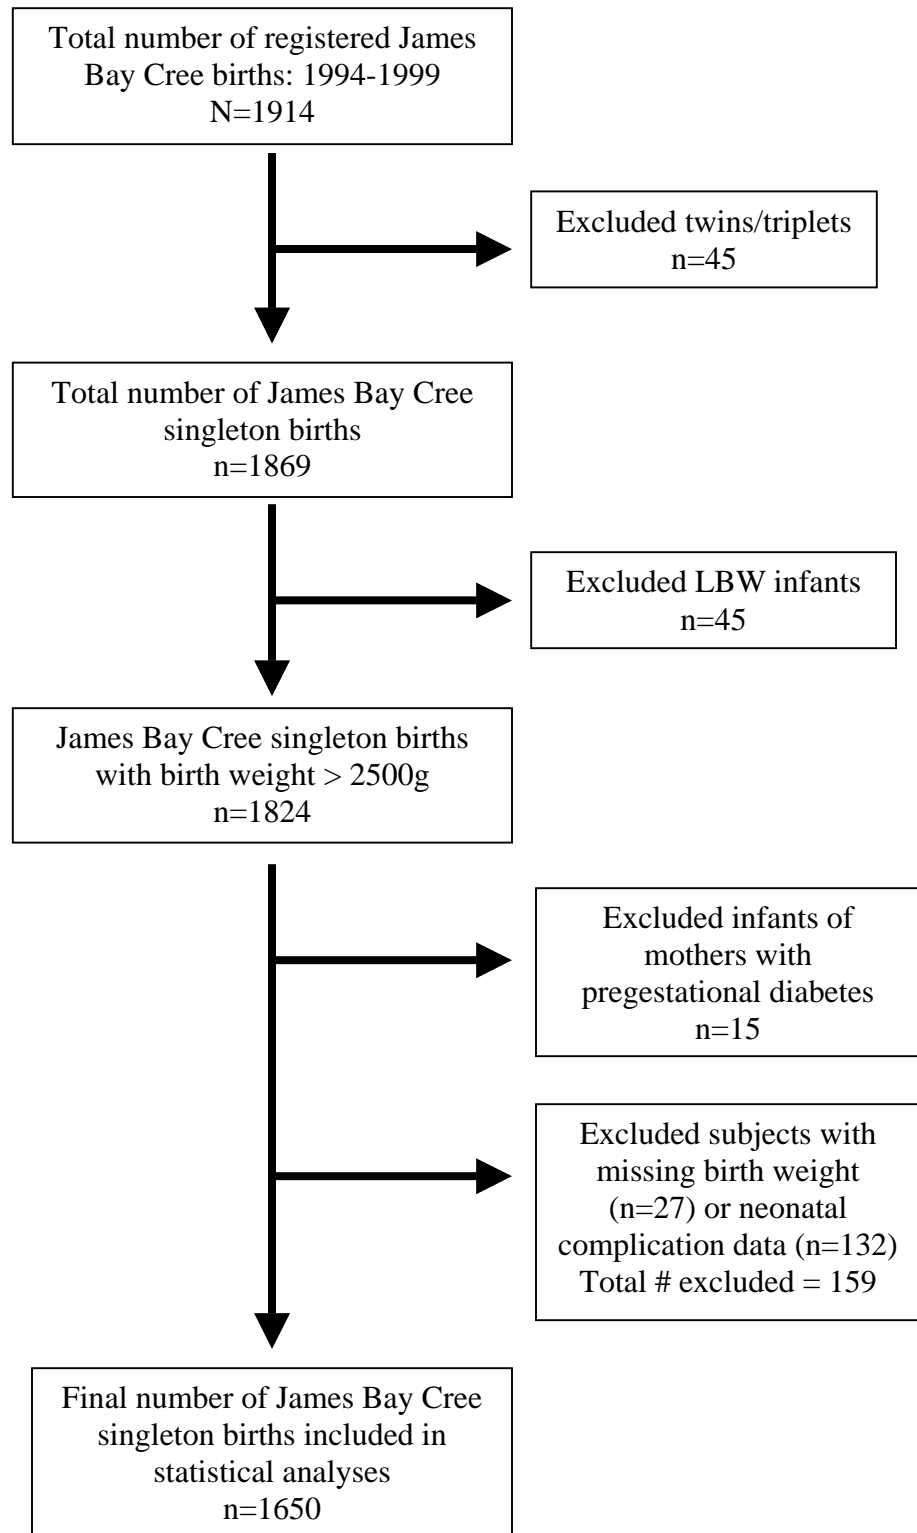 Total number of registered James
Bay Cree births: 1994-1999
N=1914
Excluded twins/triplets
n=45
Total number of James Bay Cree
singleton births
n=1869
Excluded LBW infants
n=45
James Bay Cree singleton births
with birth weight > 2500g
n=1824
Excluded infants of
mothers with
pregestational diabetes
n=15
Excluded subjects with
missing birth weight
(n=27) or neonatal
complication data (n=132)
Total # excluded = 159
Final number of James Bay Cree
singleton births included in
statistical analyses
n=1650